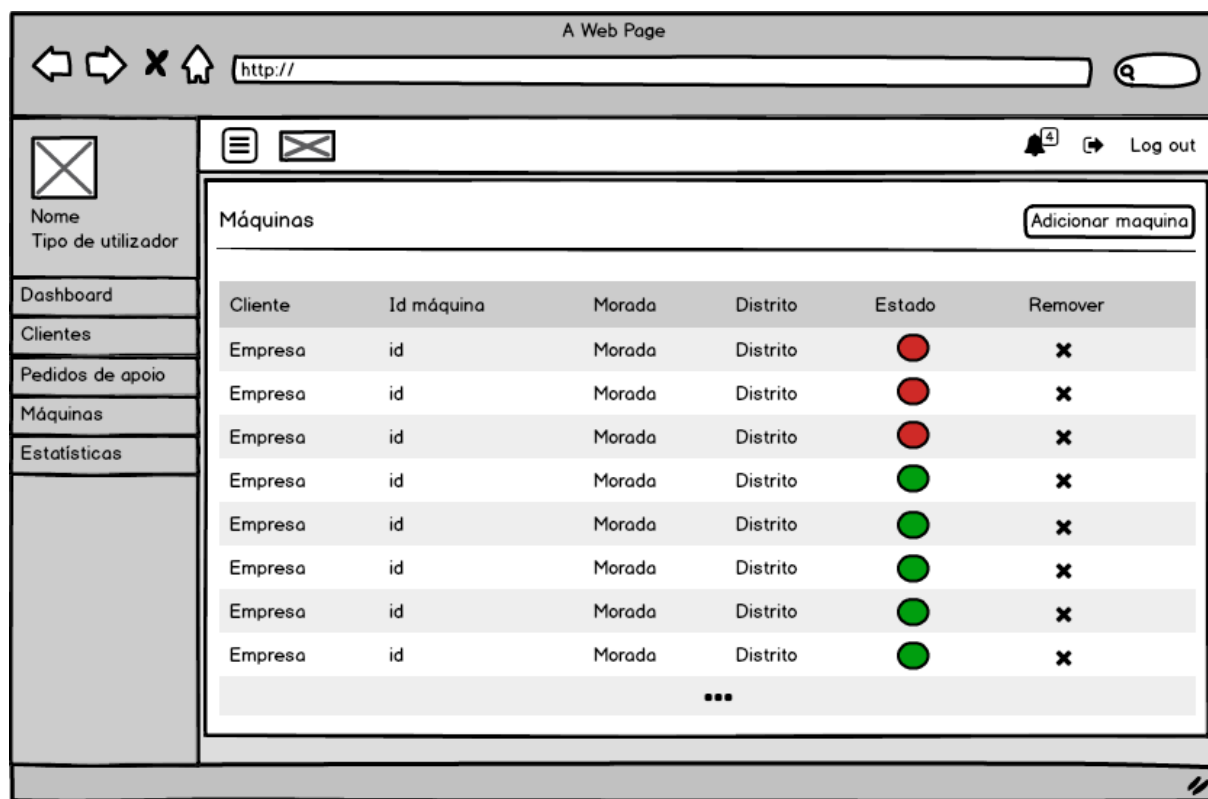 A Web Page
http://
4
Log out
Nome
Tipo de utilizador
Dashboard
Clientes
Pedidos de apoio
Máquinas
Estatísticas
Máquinas
Adicionar maquina
Cliente Id máquina Morada Distrito Estado Remover
Empresa id Morada Distrito
Empresa id Morada Distrito
Empresa id Morada Distrito
Empresa id Morada Distrito
Empresa id Morada Distrito
Empresa id Morada Distrito
Empresa id Morada Distrito
Empresa id Morada Distrito
...